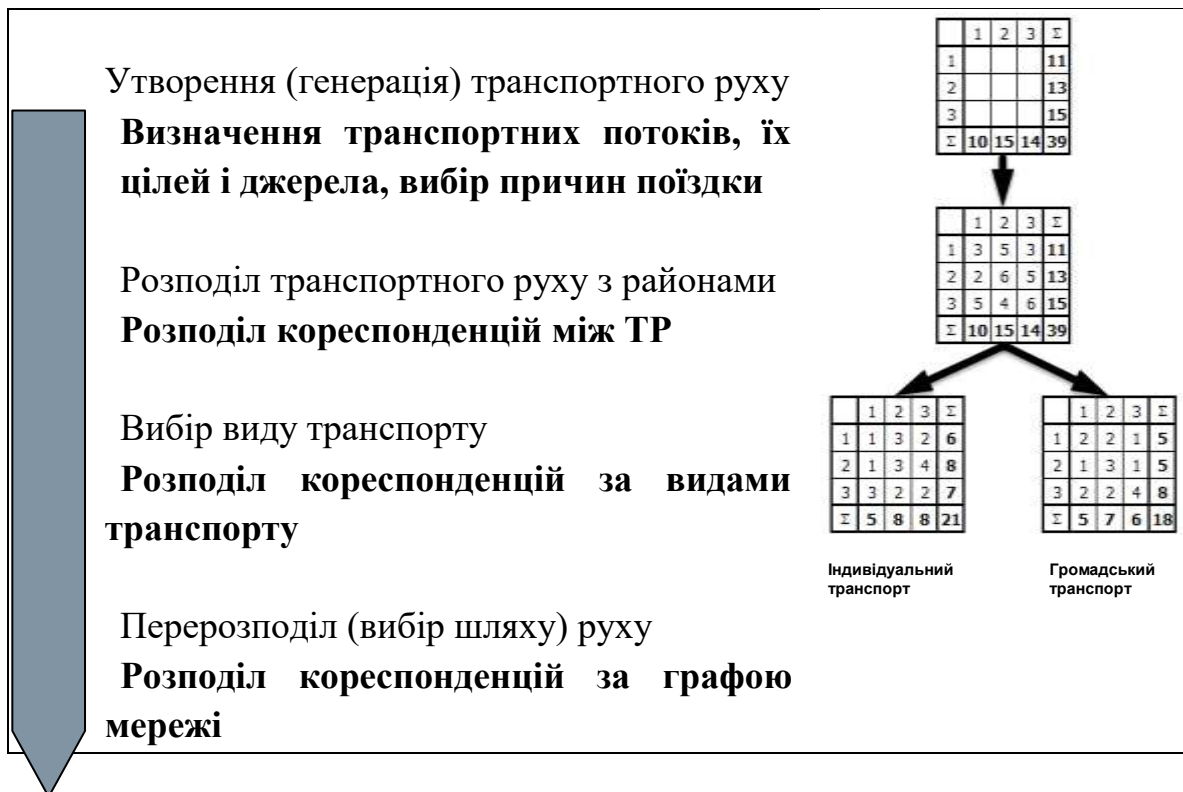 Утворення (генерація) транспортного руху
Визначення транспортних потоків, їх
цілей і джерела, вибір причин поїздки
Розподіл транспортного руху з районами
Розподіл кореспонденцій між ТР
Вибір виду транспорту
Розподіл кореспонденцій за видами
транспорту
Перерозподіл (вибір шляху) руху
Розподіл кореспонденцій за графою
мережі
1 2 3 Σ
1 11
2 13
3 15
Σ 10 15 14 39
1 2 3 Σ
1 3 5 3 11
2 2 6 5 13
3 5 4 6 15
Σ 10 15 14 39
1 2 3 Σ
1 1 3 2 6
2 1 3 4 8
3 3 2 2 7
Σ 5 8 8 21
Індивідуальний
транспорт
1 2 3 Σ
1 2 2 1 5
2 1 3 1 5
3 2 2 4 8
Σ 5 7 6 18
Громадський
транспорт